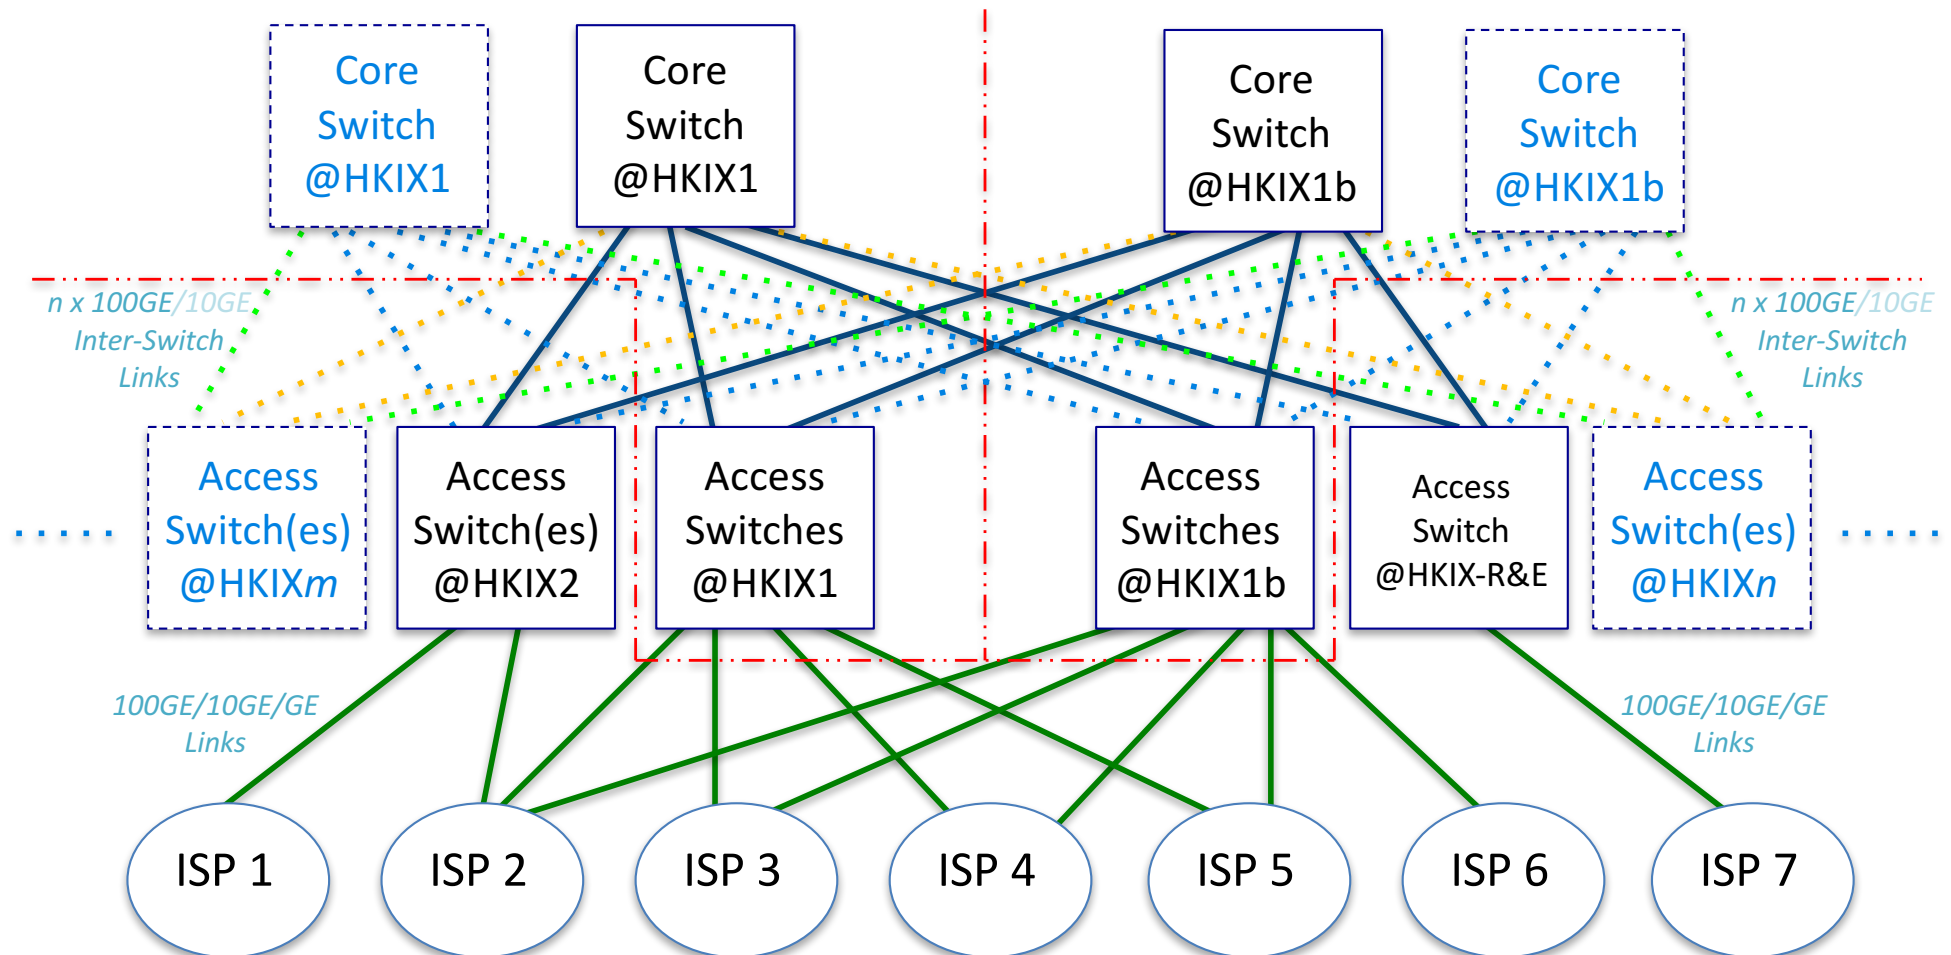 Core
Switch
@HKIX1
Core
Switch
@HKIX1
Core
Switch
@HKIX1b
Core
Switch
@HKIX1b
n x 100GE/10GE
Inter-Switch
Links
n x 100GE/10GE
Inter-Switch
Links
Access
Switch(es)
@HKIXm
Access
Switch(es)
@HKIX2
Access
Switches
@HKIX1
Access
Switches
@HKIX1b
Access
Switch
@HKIX-R&E
Access
Switch(es)
@HKIXn
100GE/10GE/GE
Links
100GE/10GE/GE
Links
ISP 1
ISP 2
ISP 3
ISP 4
ISP 5
ISP 6
ISP 7